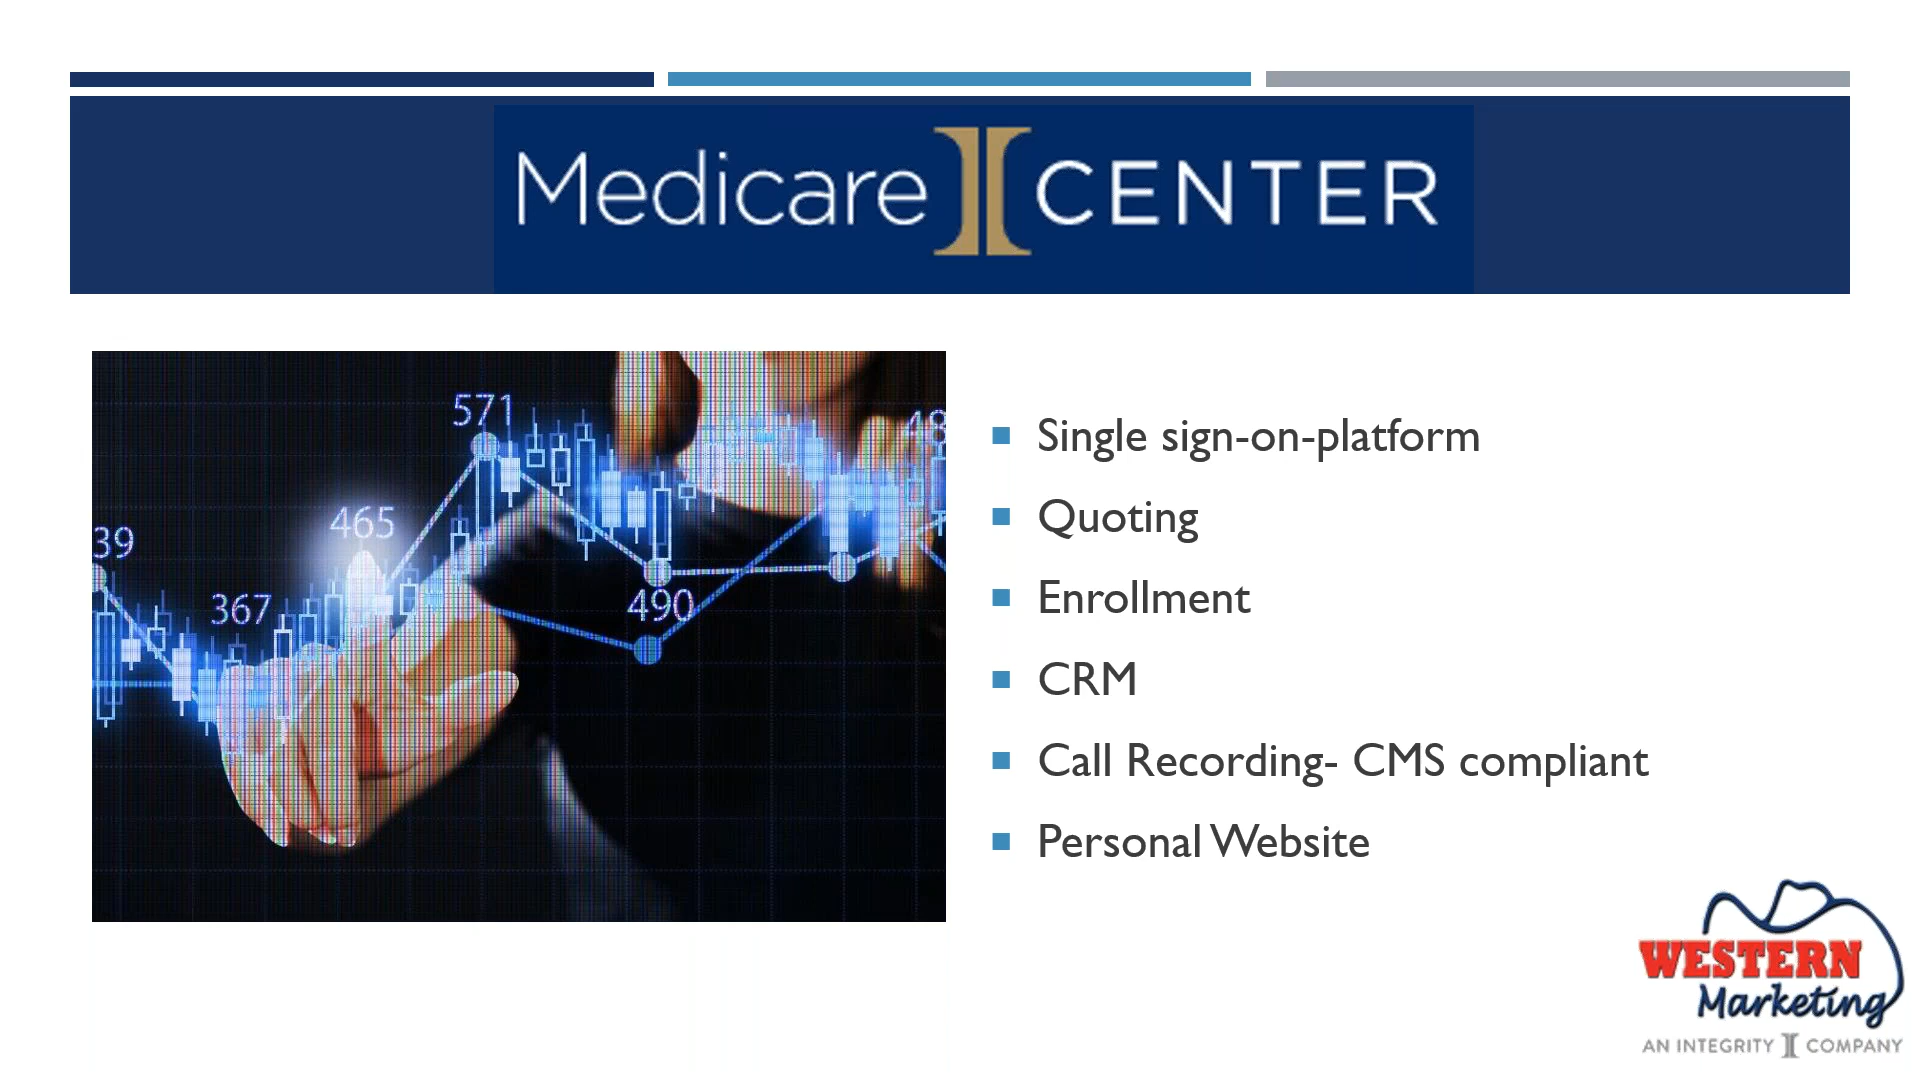 Medicare CENTER
571
48
465
39
367
490
Single sign-on-platform
Quoting
Enrollment
CRM
Call Recording- CMS compliant
Personal Website
WESTERN
Marketing
AN INTEGRITY COMPANY